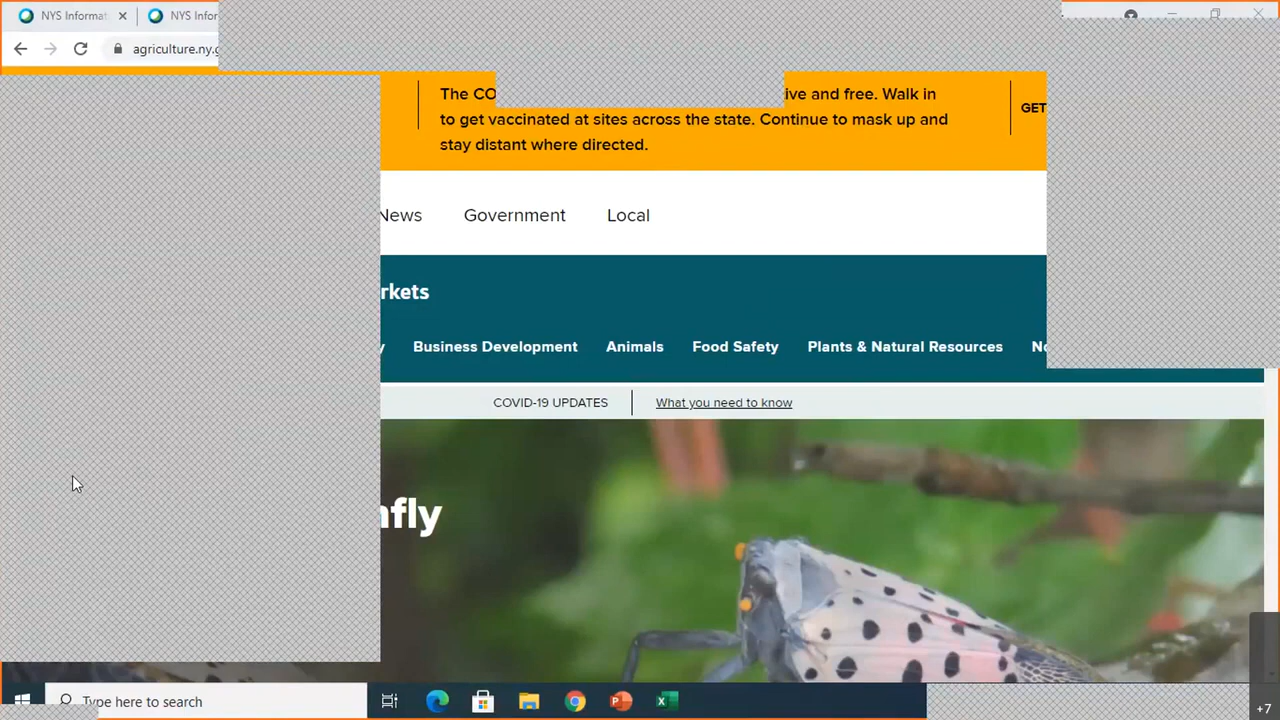 NYS Informat
NYS Infor
agriculture.ny.g
The CO ive and free. Walk in
to get vaccinated at sites across the state. Continue to mask up and
stay distant where directed.
GET
News Government Local
rkets
y Business Development Animals Food Safety Plants & Natural Resources No
COVID-19 UPDATES What you need to know
nfly
Type here to search
+7